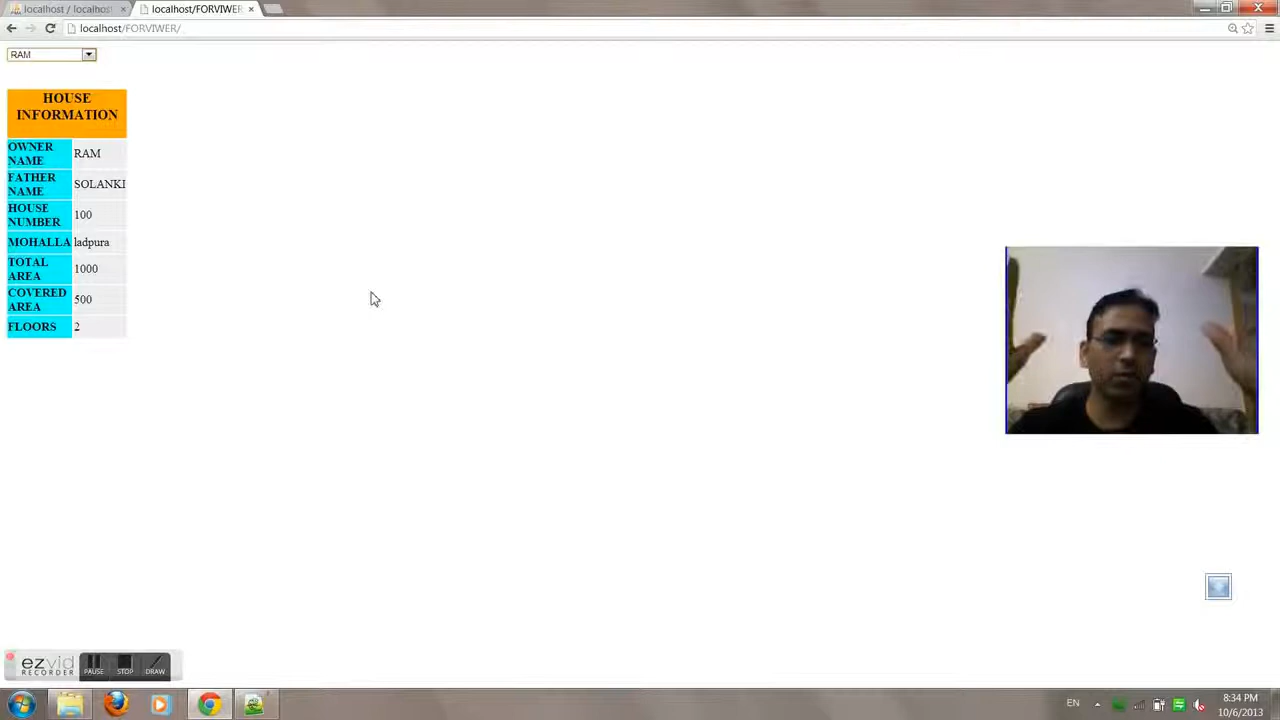 localhost / localhost
localhost/FORVIWER/
localhost/FORVIWER/
RAM
HOUSE
INFORMATION
OWNER
NAME
RAM
FATHER
NAME
SOLANKI
HOUSE
NUMBER
100
MOHALLA
ladpura
TOTAL
AREA
1000
COVERED
AREA
500
FLOORS
2
ezvid
RECORDER
PAUSE
STOP
DRAW
EN
8:34 PM
10/6/2013